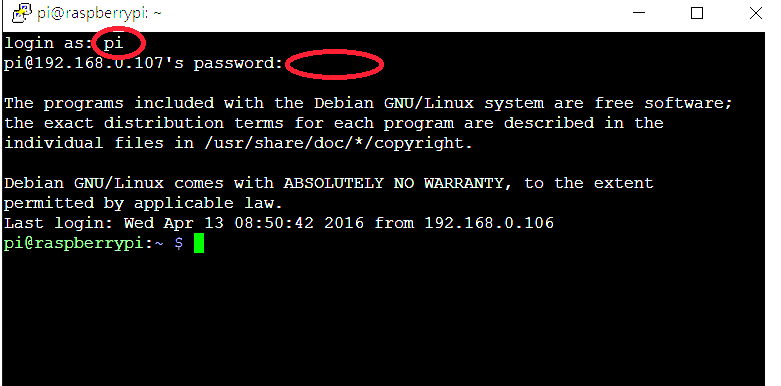 pi@raspberrypi: ~
login as: pi
pi@192.168.0.107's password:
The programs included with the Debian GNU/Linux system are free software;
the exact distribution terms for each program are described in the
individual files in /usr/share/doc/*/copyright.
Debian GNU/Linux comes with ABSOLUTELY NO WARRANTY, to the extent
permitted by applicable law.
Last login: Wed Apr 13 08:50:42 2016 from 192.168.0.106
pi@raspberrypi:~ $